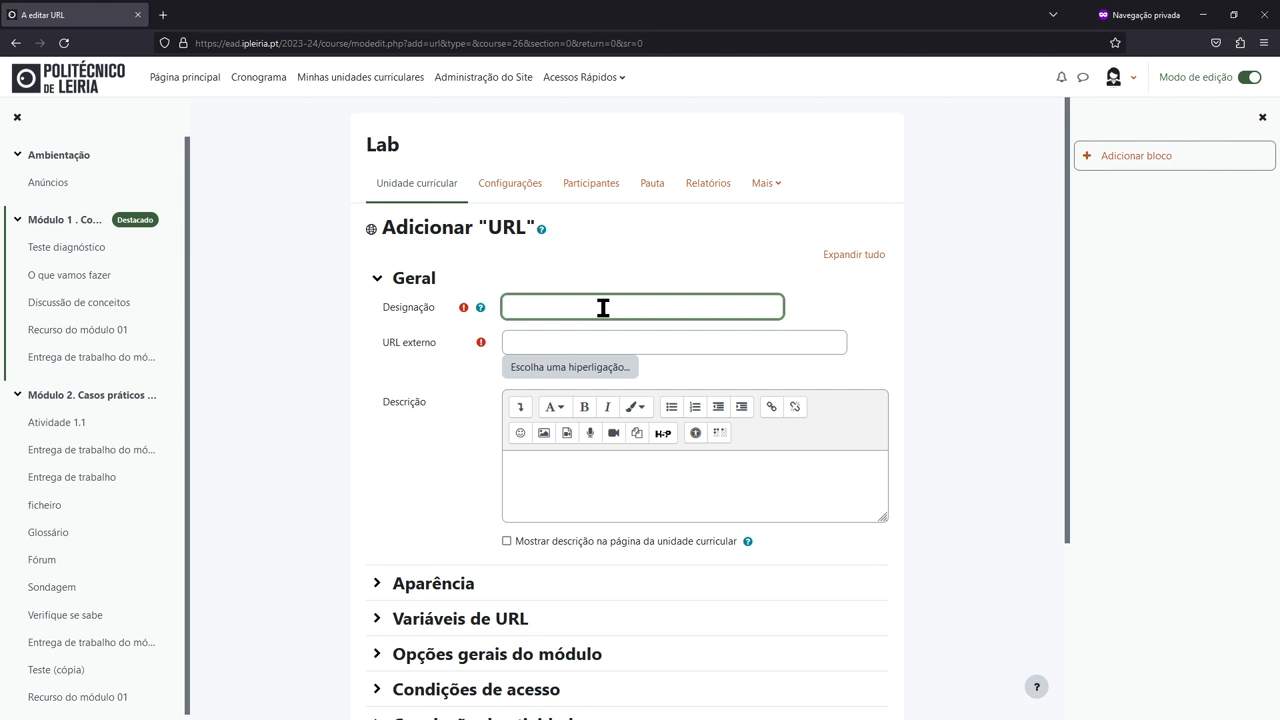 A editar URL
Navegação privada
https://ead.ipleiria.pt/2023-24/course/modedit.php?add=url&type=&course=26&section=0&return=0&sr=0
POLITÉCNICO
DE LEIRIA
Página principal Cronograma Minhas unidades curriculares Administração do Site Acessos Rápidos
Modo de edição
Ambientação
Anúncios
Módulo 1 . Co... Destacado
Teste diagnóstico
O que vamos fazer
Discussão de conceitos
Recurso do módulo 01
Entrega de trabalho do mó...
Módulo 2. Casos práticos ...
Atividade 1.1
Entrega de trabalho do mó...
Entrega de trabalho
ficheiro
Glossário
Fórum
Sondagem
Verifique se sabe
Entrega de trabalho do mó...
Teste (cópia)
Recurso do módulo 01
Lab
Unidade curricular Configurações Participantes Pauta Relatórios Mais
Adicionar "URL" ?
Expandir tudo
Geral
Designação ! ?
URL externo !
Escolha uma hiperligação...
Descrição
A B I
H-P
Mostrar descrição na página da unidade curricular ?
Aparência
Variáveis de URL
Opções gerais do módulo
Condições de acesso
+ Adicionar bloco
?